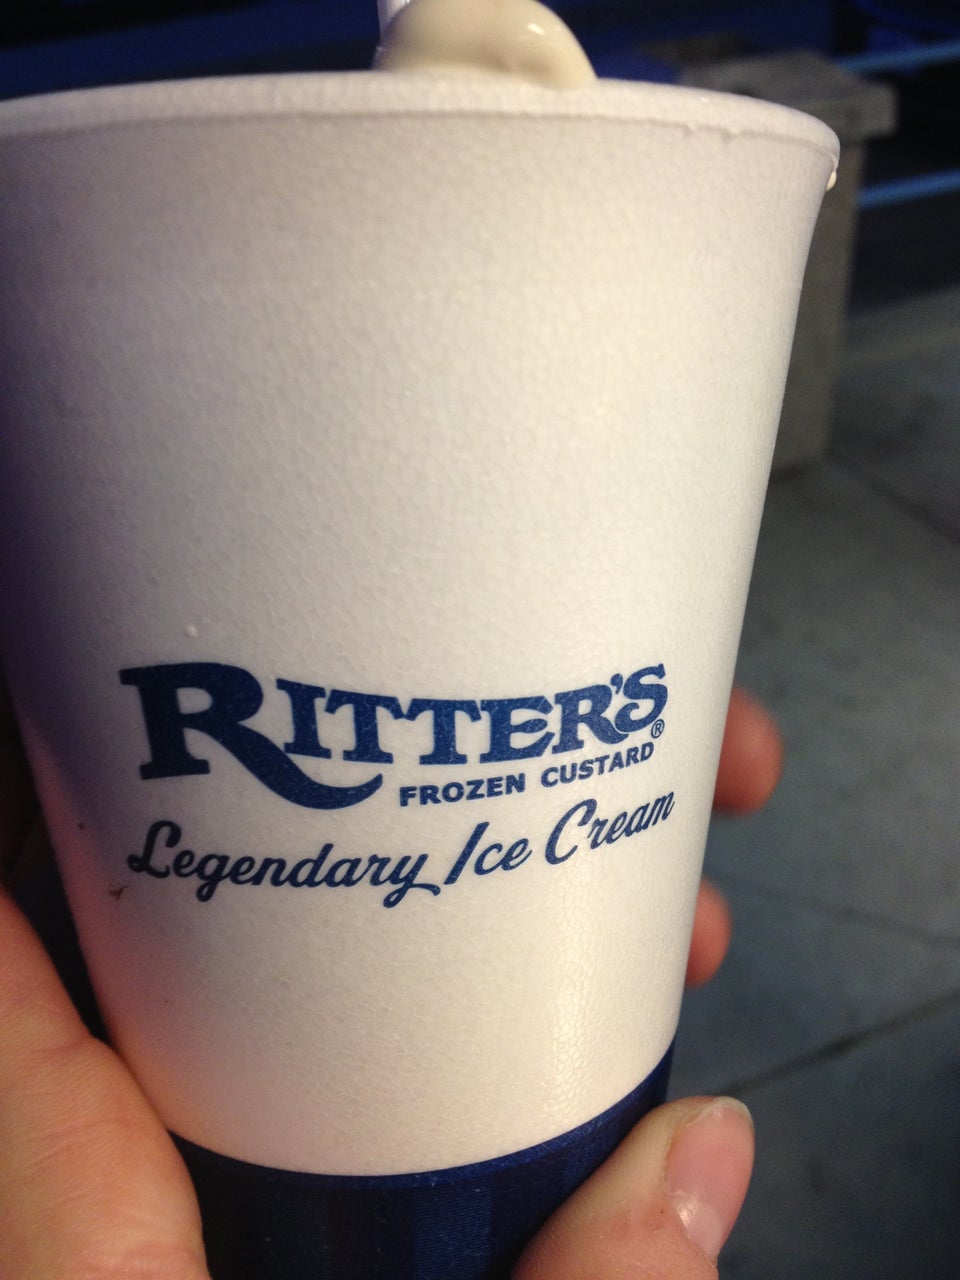 RITTER'S®
FROZEN CUSTARD
Legendary Ice Cream